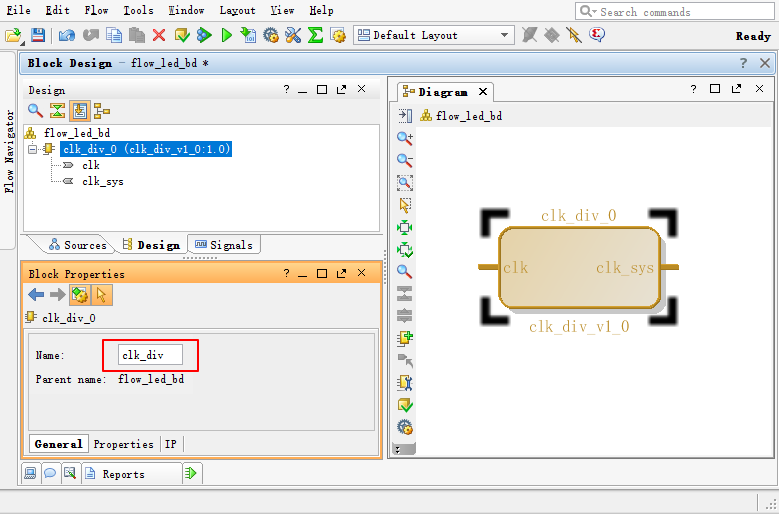 File Flow Tools Window Layout View Help
Search commands
Default Layout
Ready
Block Design - flow_led_bd *
Flow Navigator
Design
flow_led_bd
clk_div_0 (clk_div_v1_0:1.0)
clk
clk_sys
Sources Design Signals
Block Properties
clk_div_0
Name: clk_div
Parent name: flow_led_bd
General Properties IP
Reports
Diagram
flow_led_bd
clk_div_0
clk clk_sys
clk_div_v1_0